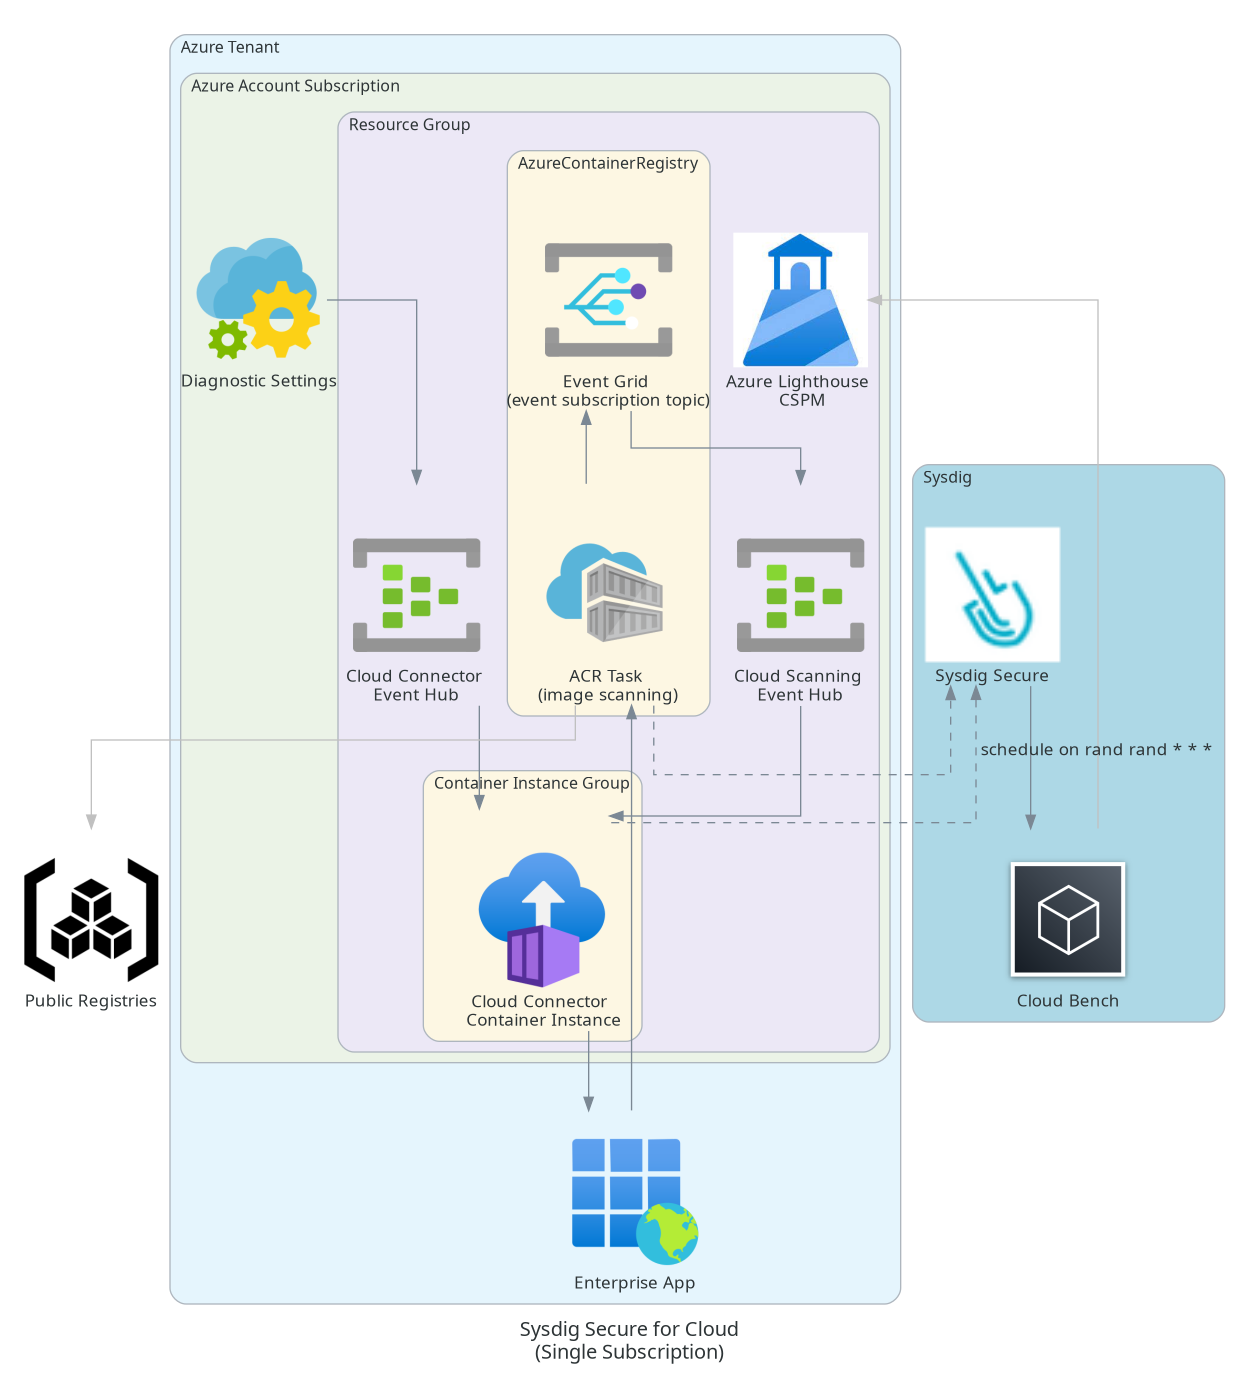 Azure Tenant
Azure Account Subscription
Resource Group
AzureContainerRegistry
Diagnostic Settings
Event Grid
(event subscription topic)
Azure Lighthouse
CSPM
Sysdig
Cloud Connector
Event Hub
ACR Task
(image scanning)
Cloud Scanning
Event Hub
Sysdig Secure
schedule on rand rand * * *
Container Instance Group
Public Registries
Cloud Connector
Container Instance
Cloud Bench
Enterprise App
Sysdig Secure for Cloud
(Single Subscription)